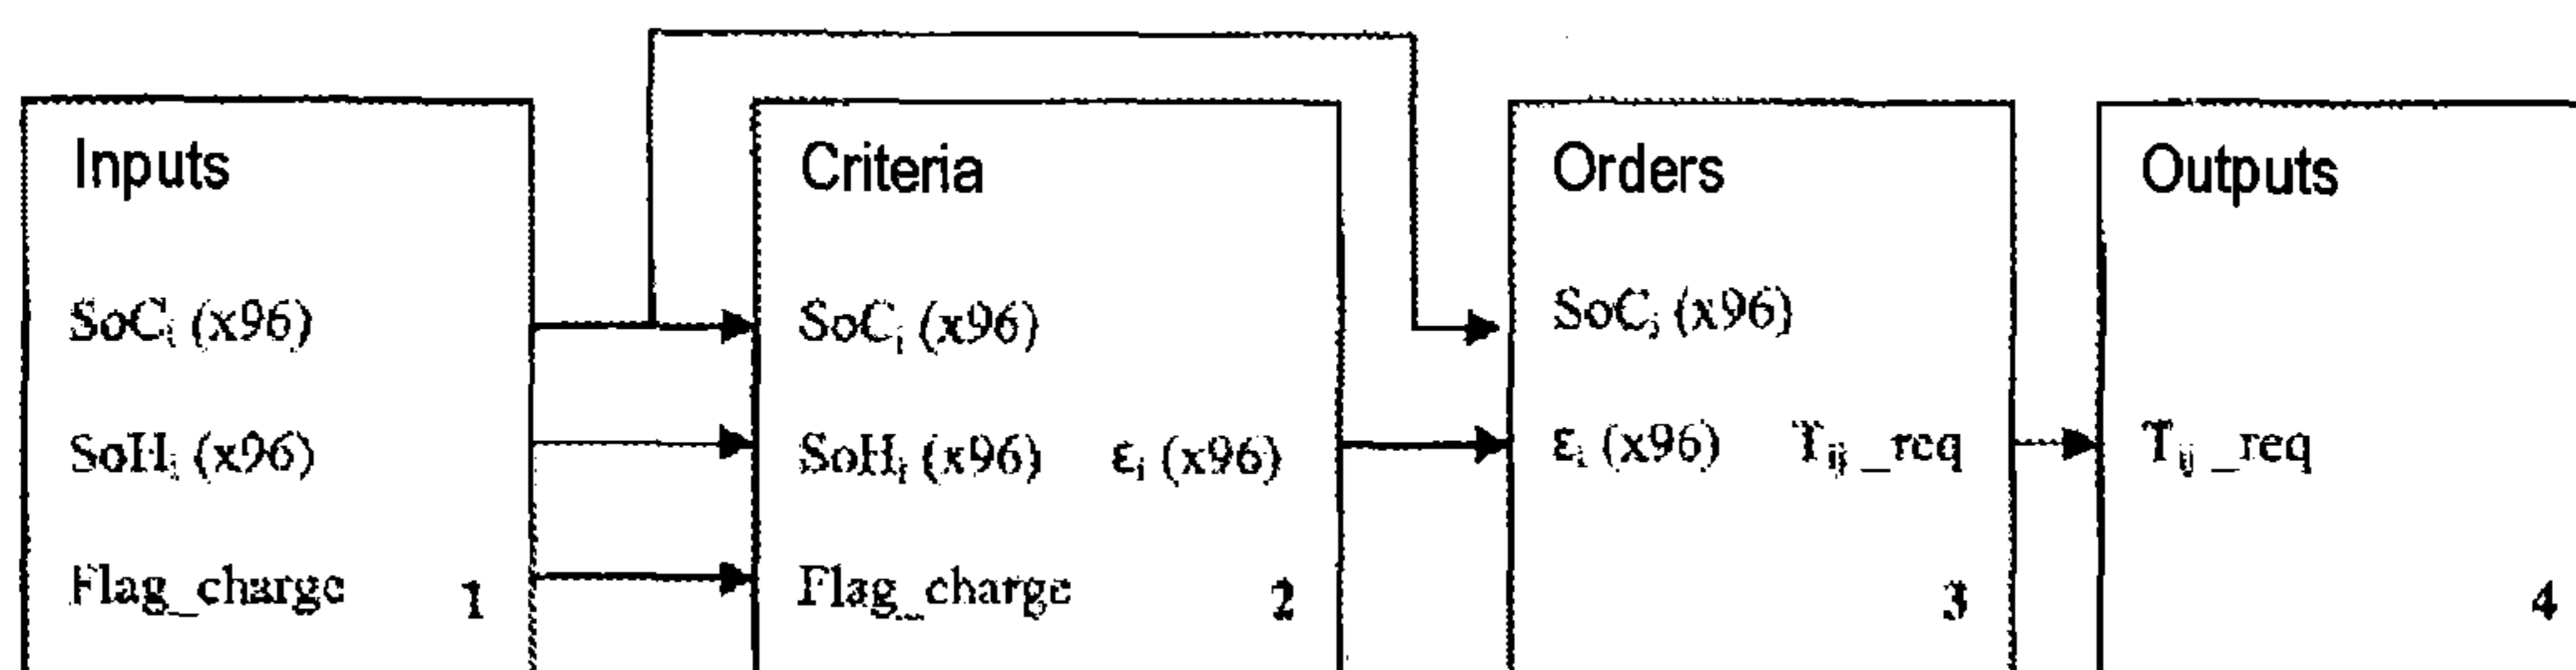 Inputs
SoCᵢ (x96)
SoHᵢ (x96)
Flag_charge
1
Criteria
SoCᵢ (x96)
SoHᵢ (x96) εᵢ (x96)
Flag_charge
2
Orders
SoCᵢ (x96)
εᵢ (x96) Tᵢⱼ_req
3
Outputs
Tᵢⱼ_req
4